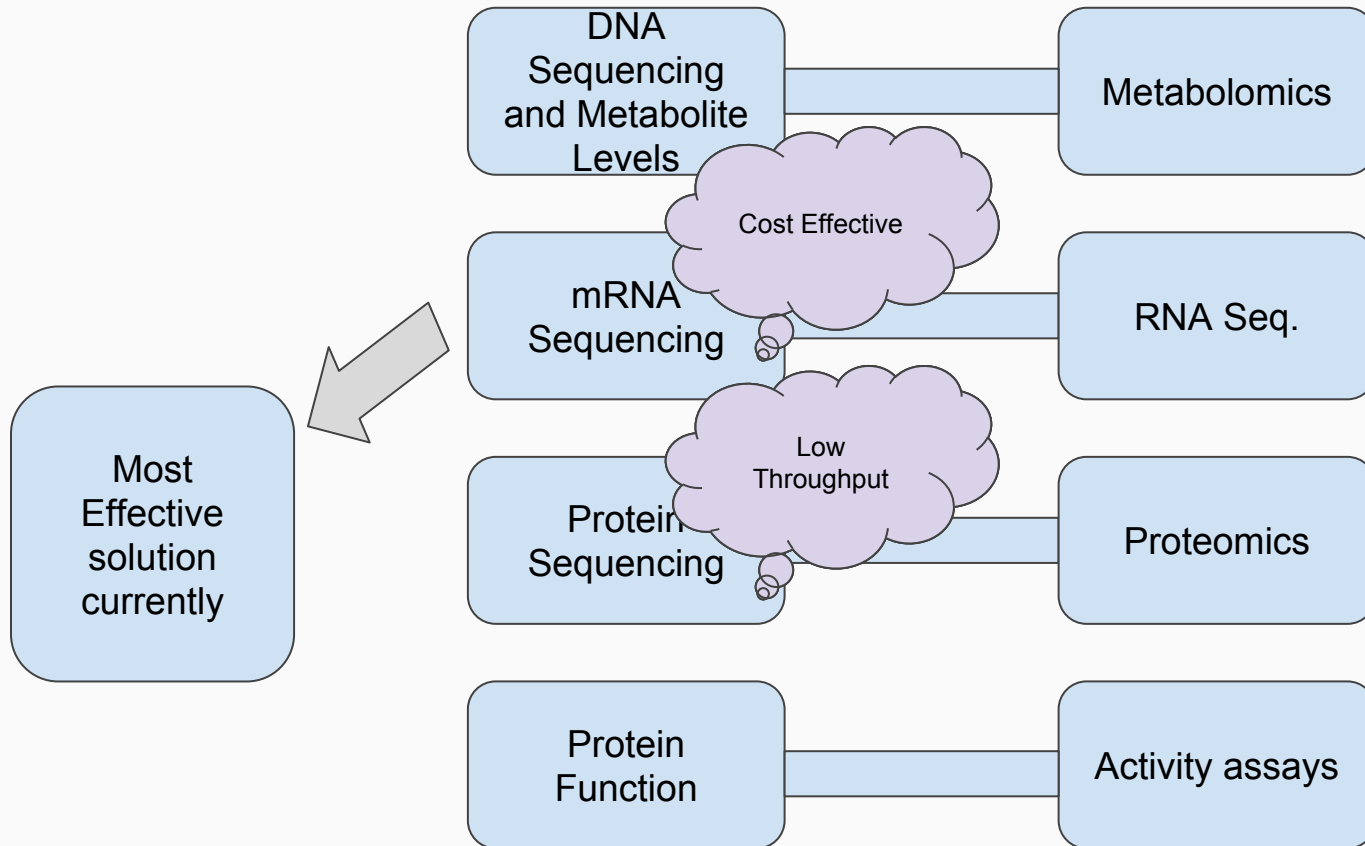 DNA
Sequencing
and Metabolite
Levels
Metabolomics
Cost Effective
mRNA
Sequencing
RNA Seq.
Low
Throughput
Most
Effective
solution
currently
Protein
Sequencing
Proteomics
Protein
Function
Activity assays